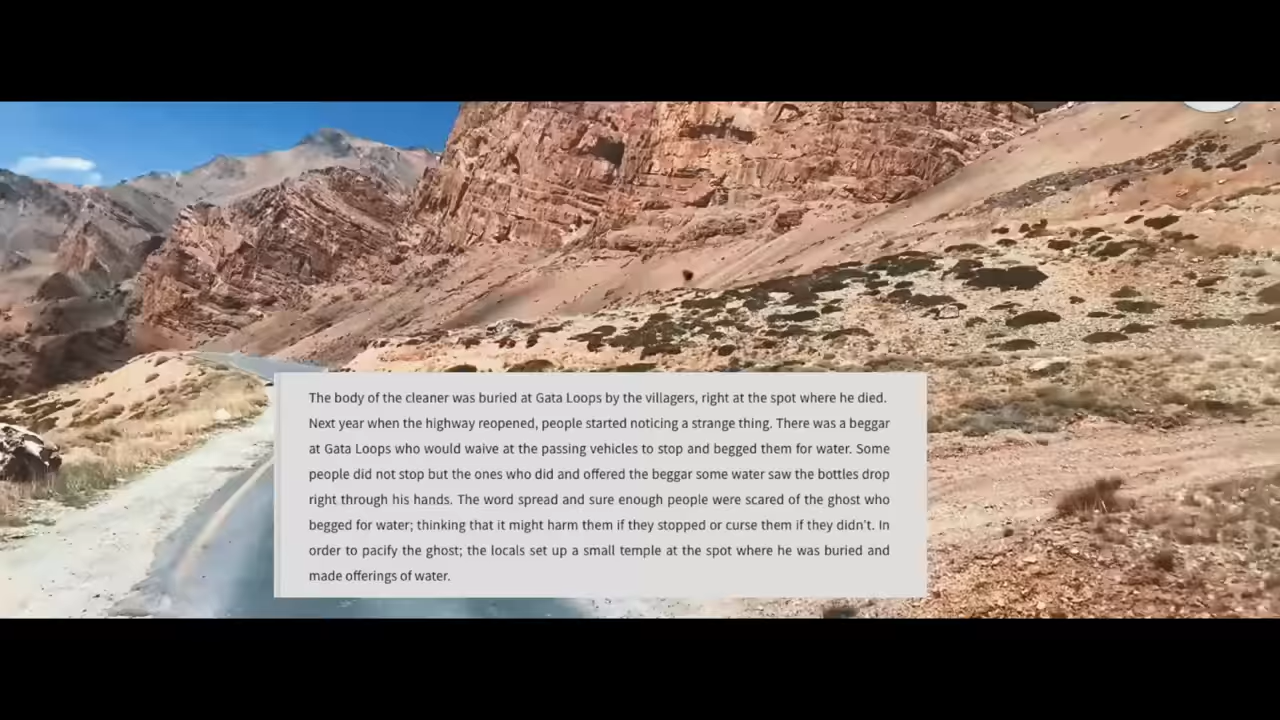 The body of the cleaner was buried at Gata Loops by the villagers, right at the spot where he died.
Next year when the highway reopened, people started noticing a strange thing. There was a beggar
at Gata Loops who would waive at the passing vehicles to stop and begged them for water. Some
people did not stop but the ones who did and offered the beggar some water saw the bottles drop
right through his hands. The word spread and sure enough people were scared of the ghost who
begged for water; thinking that it might harm them if they stopped or curse them if they didn't. In
order to pacify the ghost; the locals set up a small temple at the spot where he was buried and
made offerings of water.